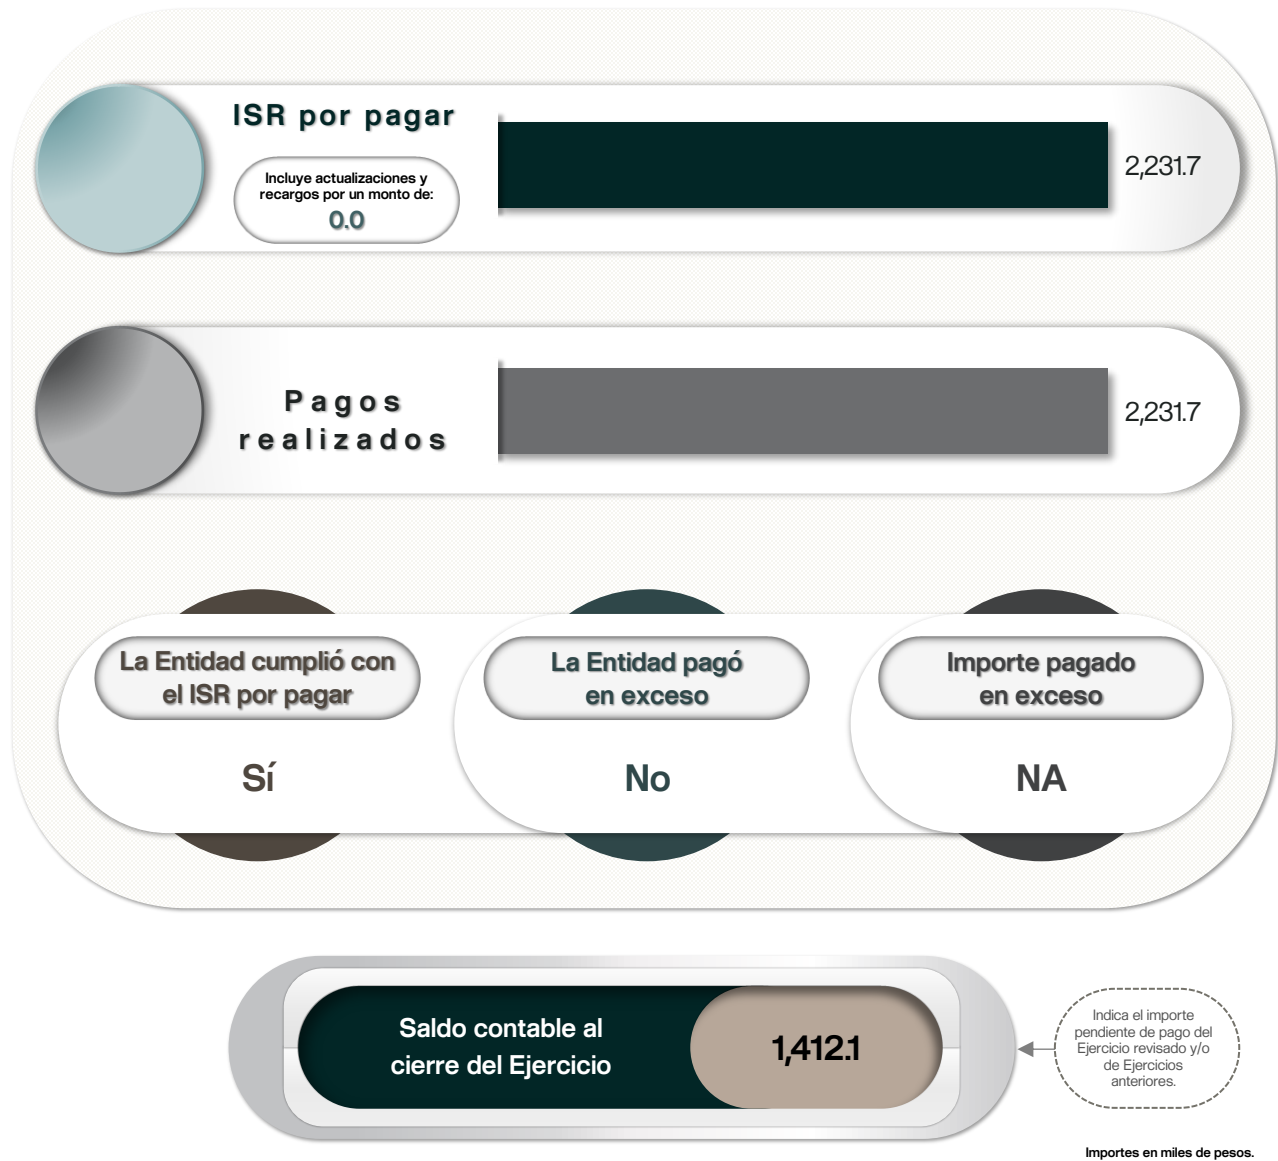 ISR por pagar
Incluye actualizaciones y
recargos por un monto de:
0.0
2,231.7
Pagos
realizados
2,231.7
La Entidad cumplió con
el ISR por pagar
Sí
La Entidad pagó
en exceso
No
Importe pagado
en exceso
NA
Saldo contable al
cierre del Ejercicio
1,412.1
Indica el importe
pendiente de pago del
Ejercicio revisado y/o
de Ejercicios
anteriores.
Importes en miles de pesos.